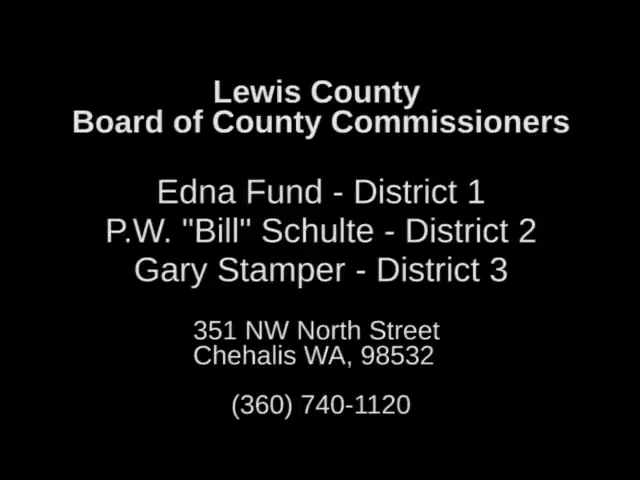 Lewis County
Board of County Commissioners
Edna Fund - District 1
P.W. "Bill" Schulte - District 2
Gary Stamper - District 3
351 NW North Street
Chehalis WA, 98532
(360) 740-1120